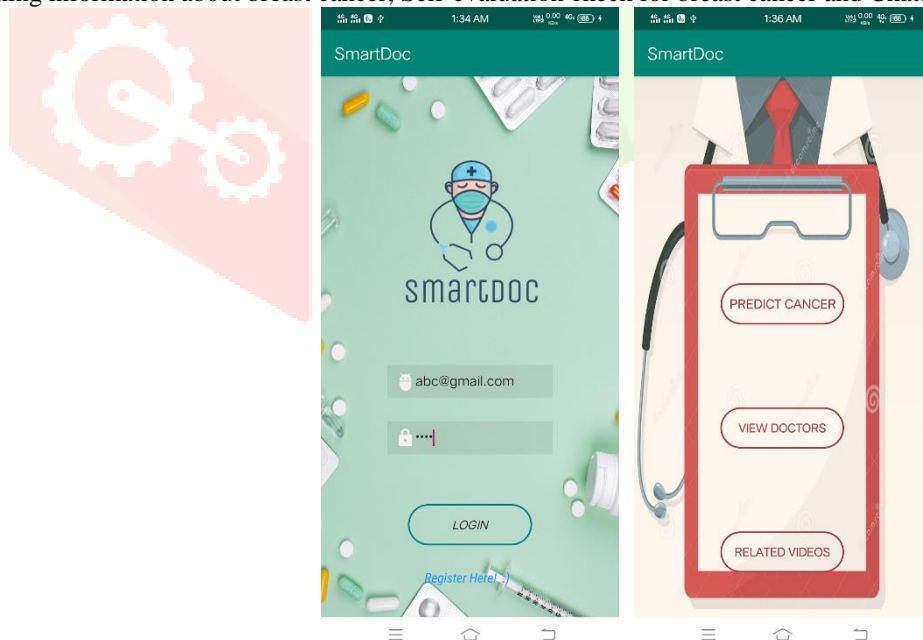 ing information about breast cancer, Self-evaluation check for breast cancer and Chat
1:34 AM
SmartDoc
smartDOC
abc@gmail.com
••••
LOGIN
Register Here! :)
1:36 AM
SmartDoc
PREDICT CANCER
VIEW DOCTORS
RELATED VIDEOS